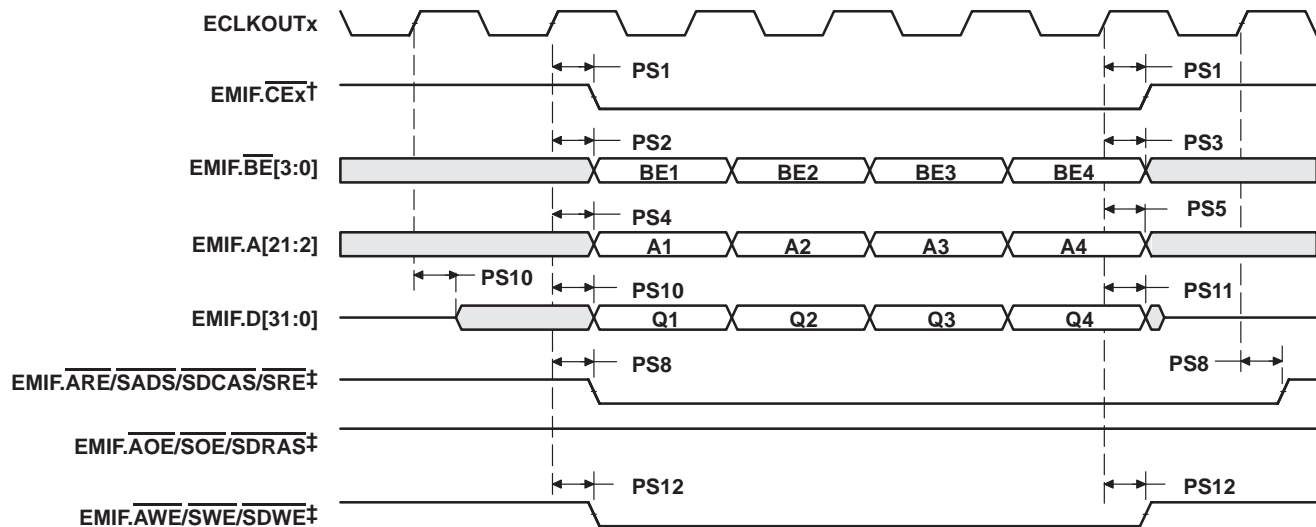 ECLKOUTx
PS1 PS1
EMIF.CEx†
PS2 PS3
EMIF.BE[3:0] BE1 BE2 BE3 BE4
PS4 PS5
EMIF.A[21:2] A1 A2 A3 A4
PS10 PS10 PS11
EMIF.D[31:0] Q1 Q2 Q3 Q4
PS8 PS8
EMIF.ARE/SADS/SDCAS/SRE‡
EMIF.AOE/SOE/SDRAS‡
PS12 PS12
EMIF.AWE/SWE/SDWE‡